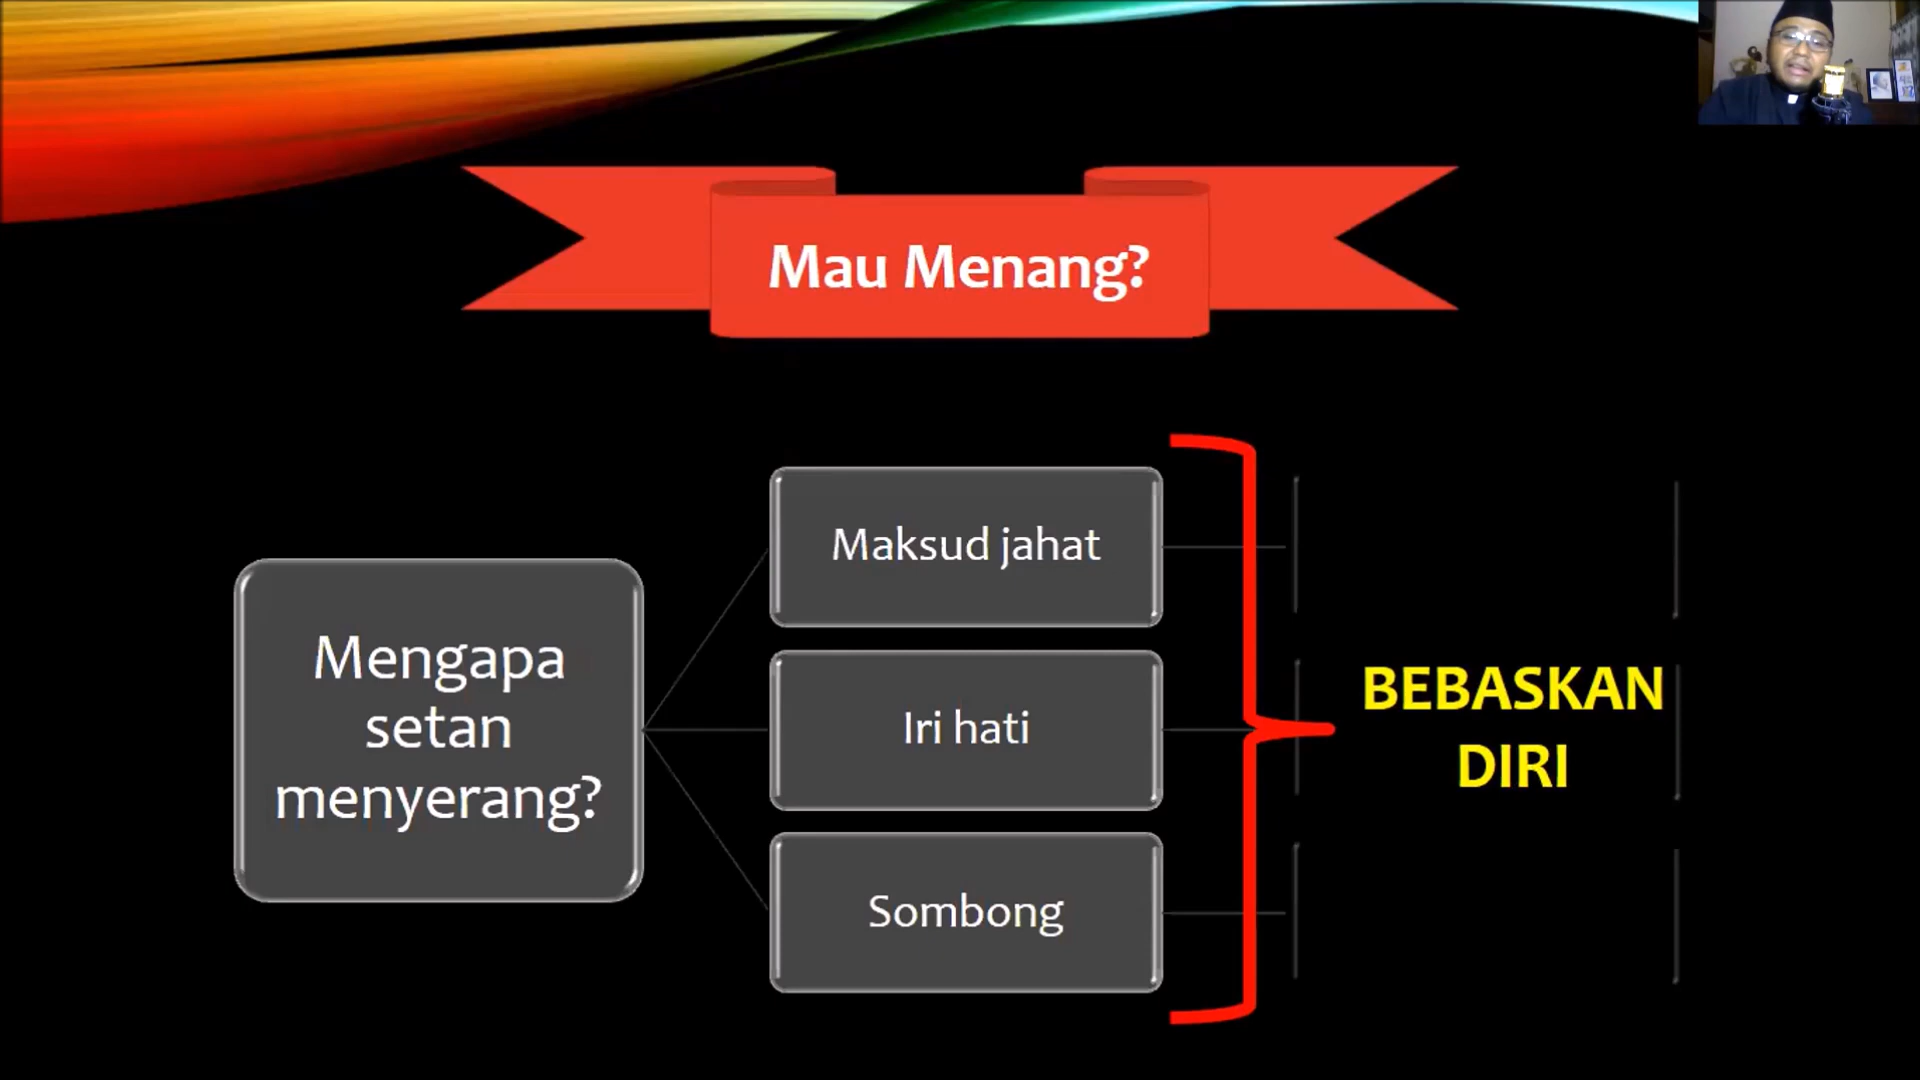 Mau Menang?
Mengapa
setan
menyerang?
Maksud jahat
Iri hati
Sombong
BEBASKAN
DIRI